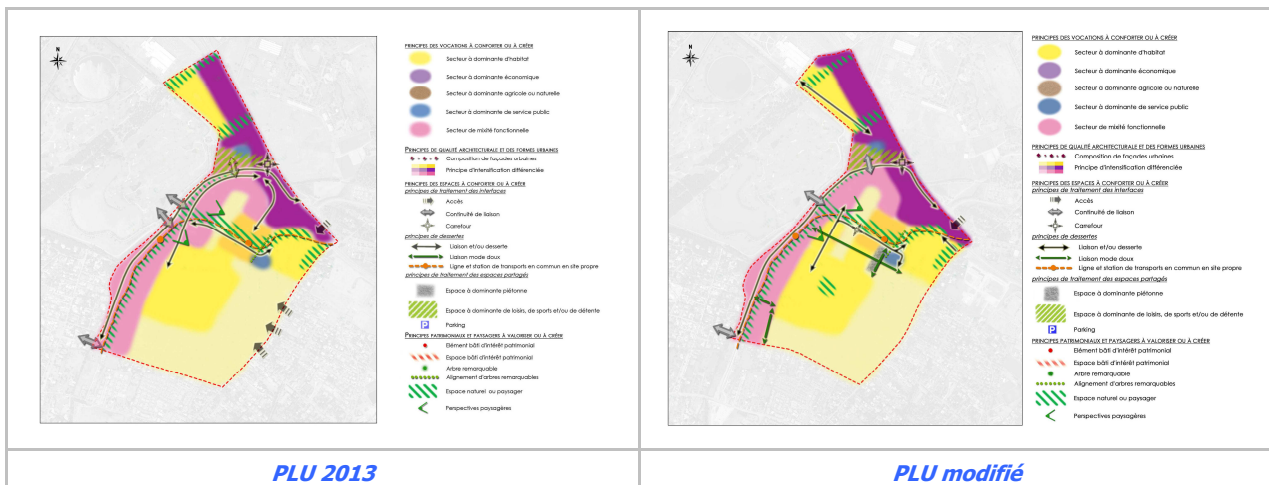 N
PRINCIPES DES VOCATIONS À CONFORTER OU À CRÉER
Secteur à dominante d'habitat
Secteur à dominante économique
Secteur à dominante agricole ou naturelle
Secteur à dominante de service public
Secteur de mixité fonctionnelle
PRINCIPES DE QUALITÉ ARCHITECTURALE ET DES FORMES URBAINES
Composition de façades urbaines
Principe d'intensification différenciée
PRINCIPES DES ESPACES À CONFORTER OU À CRÉER
principes de traitement des interfaces
Accès
Continuité de liaison
Carrefour
principes de dessertes
Liaison et/ou desserte
Liaison mode doux
Ligne et station de transports en commun en site propre
principes de traitement des espaces partagés
Espace à dominante piétonne
Espace à dominante de loisirs, de sports et/ou de détente
P Parking
PRINCIPES PATRIMONIAUX ET PAYSAGERS À VALORISER OU À CRÉER
Elément bâti d'intérêt patrimonial
Espace bâti d'intérêt patrimonial
Arbre remarquable
Alignement d'arbres remarquables
Espace naturel ou paysager
Perspectives paysagères
PLU 2013
N
PRINCIPES DES VOCATIONS À CONFORTER OU À CRÉER
Secteur à dominante d'habitat
Secteur à dominante économique
Secteur à dominante agricole ou naturelle
Secteur à dominante de service public
Secteur de mixité fonctionnelle
PRINCIPES DE QUALITÉ ARCHITECTURALE ET DES FORMES URBAINES
Composition de façades urbaines
Principe d'intensification différenciée
PRINCIPES DES ESPACES À CONFORTER OU À CRÉER
principes de traitement des interfaces
Accès
Continuité de liaison
Carrefour
principes de dessertes
Liaison et/ou desserte
Liaison mode doux
Ligne et station de transports en commun en site propre
principes de traitement des espaces partagés
Espace à dominante piétonne
Espace à dominante de loisirs, de sports et/ou de détente
P Parking
PRINCIPES PATRIMONIAUX ET PAYSAGERS À VALORISER OU À CRÉER
Elément bâti d'intérêt patrimonial
Espace bâti d'intérêt patrimonial
Arbre remarquable
Alignement d'arbres remarquables
Espace naturel ou paysager
Perspectives paysagères
PLU modifié